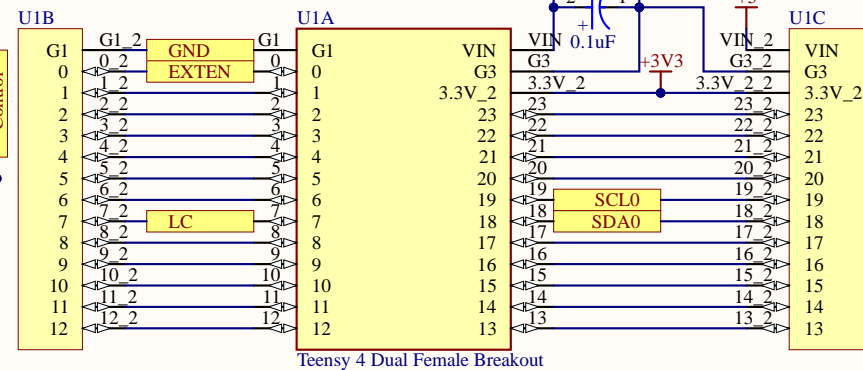 U1B U1A U1C
2 1 +5
+
0.1uF
G1 G1_2 GND G1 G1 VIN VIN VIN_2 VIN
0 0_2 EXTEN 0 0 G3 G3 +3V3 G3_2 G3
1 1_2 1 1 3.3V_2 3.3V_2 3.3V_2_2 3.3V_2
2 2_2 2 2 23 23 23_2 23
3 3_2 3 3 22 22 22_2 22
4 4_2 4 4 21 21 21_2 21
5 5_2 5 5 20 20 20_2 20
6 6_2 6 6 19 19 SCL0 19_2 19
7 7_2 LC 7 7 18 18 SDA0 18_2 18
8 8_2 8 8 17 17 17_2 17
9 9_2 9 9 16 16 16_2 16
10 10_2 10 10 15 15 15_2 15
11 11_2 11 11 14 14 14_2 14
12 12_2 12 12 13 13 13_2 13
Teensy 4 Dual Female Breakout